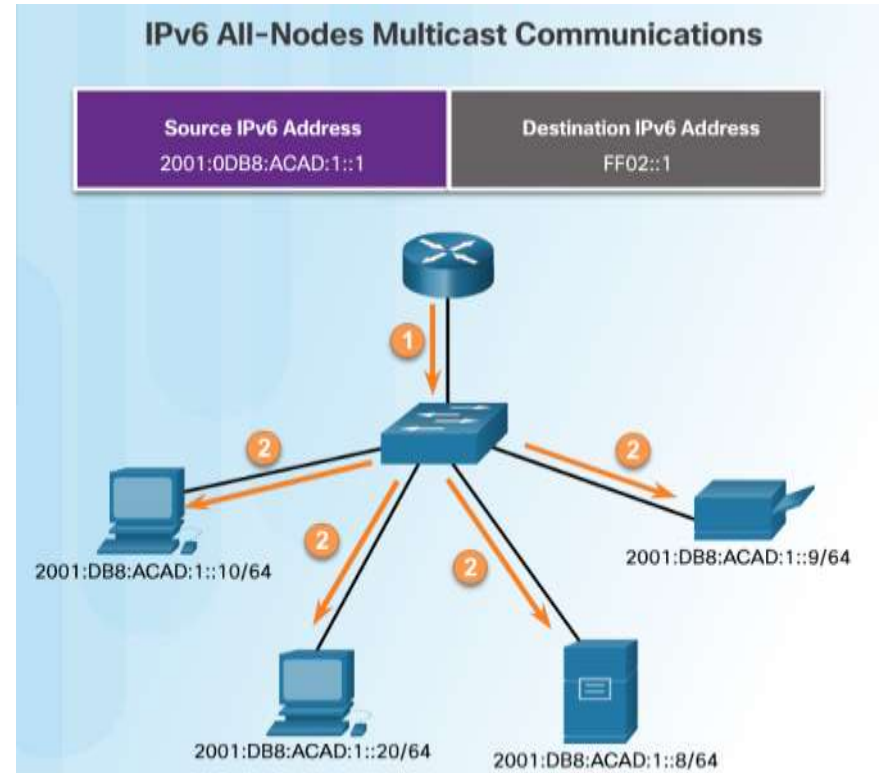 IPv6 All-Nodes Multicast Communications
Source IPv6 Address
Destination IPv6 Address
2001:0DB8:ACAD:1::1
FF02::1
1
2
2
2
2
2001:DB8:ACAD:1::10/64
2001:DB8:ACAD:1::9/64
2001:DB8:ACAD:1::20/64
2001:DB8:ACAD:1::8/64